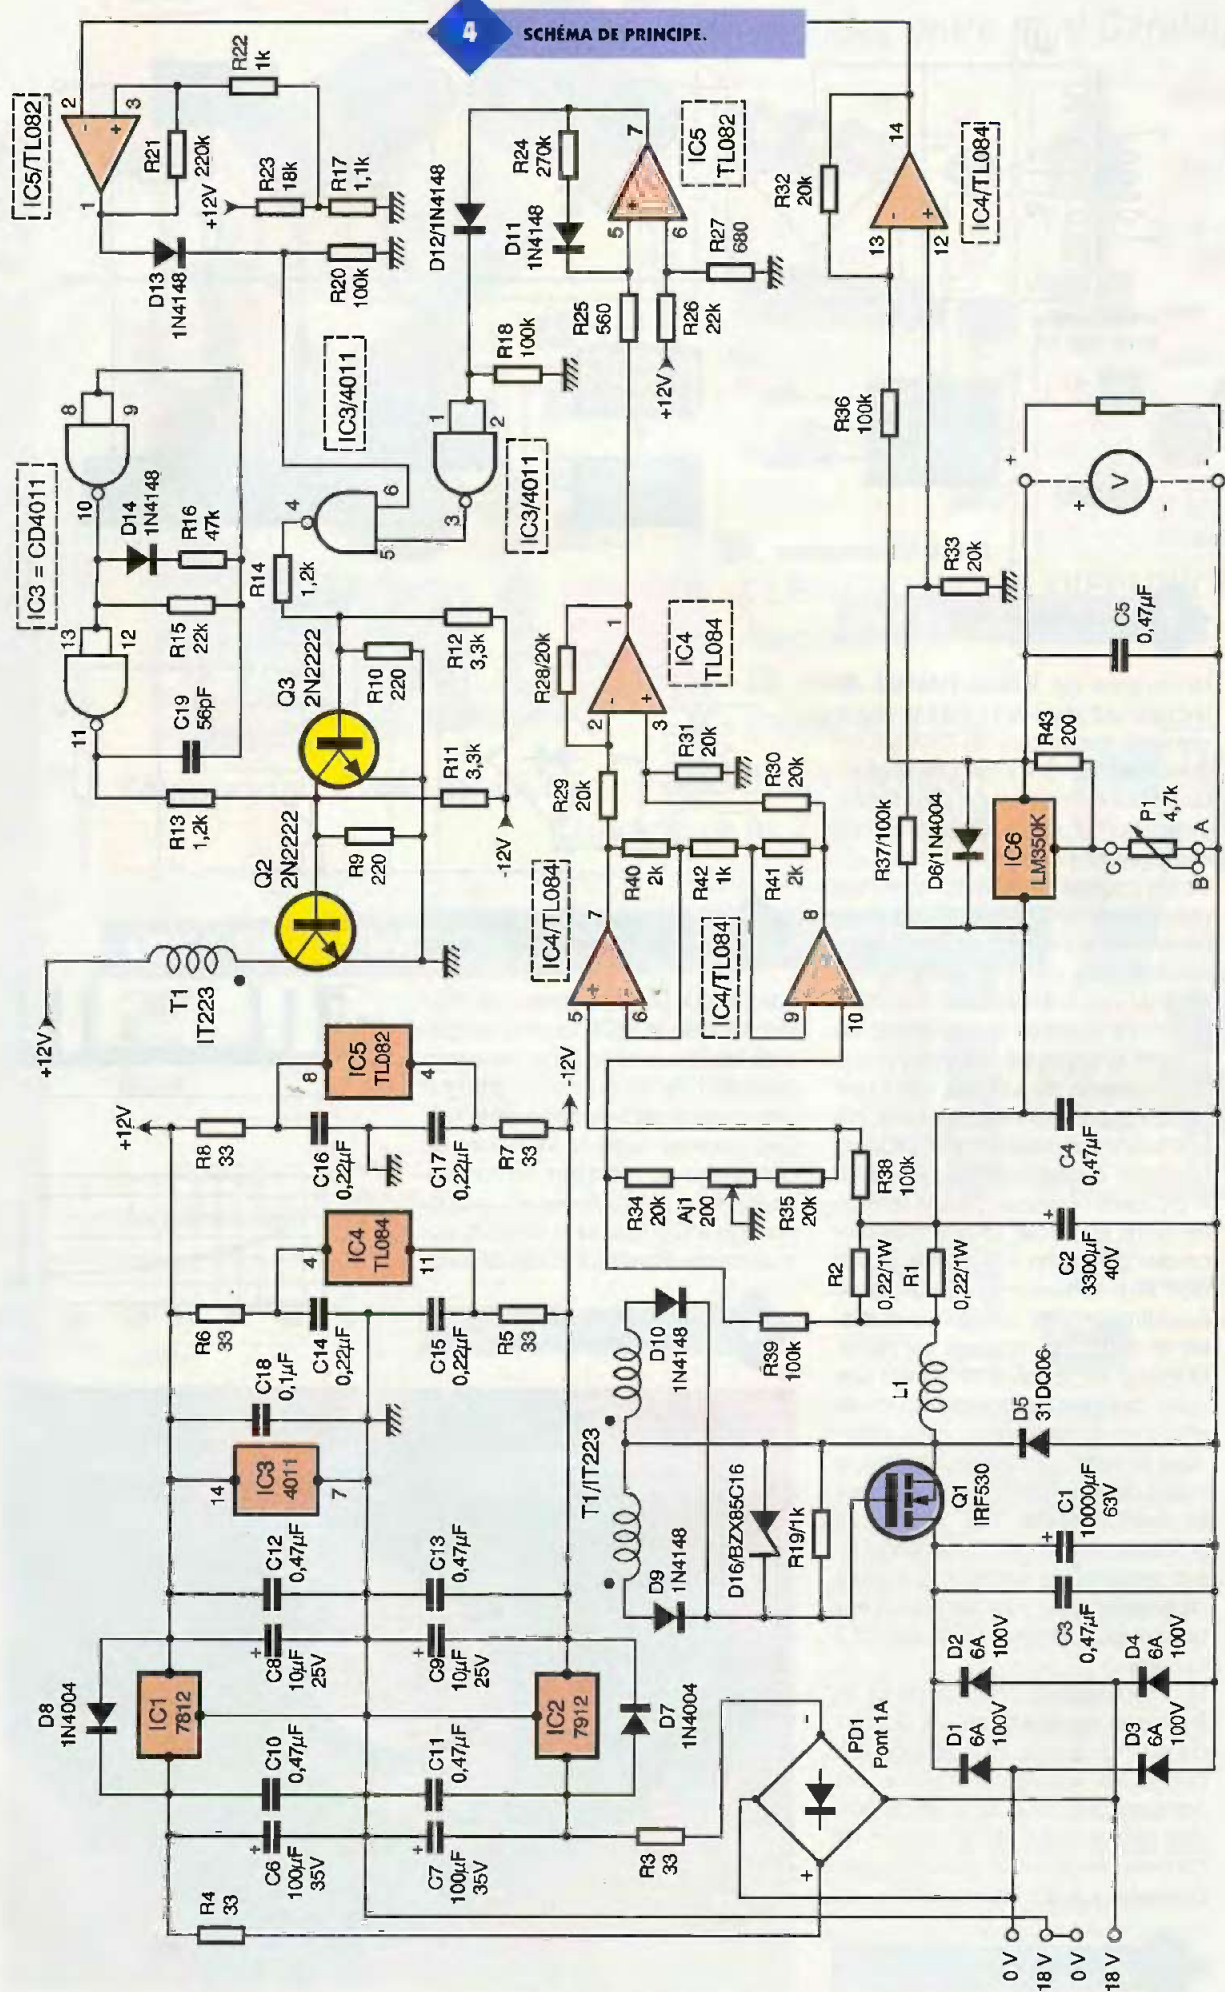 4
SCHÉMA DE PRINCIPE.
IC5/TL082
2
3
-
+
1
R21
220k
R22
1k
+12V
R23
18k
R17
1,1k
D13
1N4148
R20
100k
IC3 = CD4011
8
9
10
D14
1N4148
R16
47k
13
12
11
R15
22k
C19
56pF
R13
1,2k
IC3/4011
R14
1,2k
4
5
6
D12/1N4148
R18
100k
1
2
3
IC3/4011
R24
270k
D11
1N4148
R25
560
IC5
TL082
5
6
7
+
R27
680
R26
22k
+12V
R32
20k
14
13
12
-
+
IC4/TL084
R36
100k
Q3
2N2222
Q2
2N2222
R10
220
R12
3,3k
R11
3,3k
R9
220
-12V
T1
IT223
+12V
R28/20k
IC4
TL084
1
2
3
-
+
R29
20k
R31
20k
R30
20k
IC4/TL084
R40
2k
R42
1k
R41
2k
7
5
6
IC4/TL084
8
9
10
R33
20k
R37/100k
D6/1N4004
IC6
LM350K
R43
200
P1
4,7k
A
B
C
C5
0,47µF
V
+
-
+
-
+12V
R8
33
IC5
TL082
8
4
C16
0,22µF
C17
0,22µF
R7
33
-12V
R6
33
IC4
TL084
4
11
C14
0,22µF
C15
0,22µF
R5
33
C18
0,1µF
IC3
4011
14
7
C12
0,47µF
C13
0,47µF
C8
10µF
25V
+
C9
10µF
25V
+
D8
1N4004
IC1
7812
IC2
7912
D7
1N4004
C10
0,47µF
C11
0,47µF
C6
100µF
35V
+
C7
100µF
35V
+
R4
33
R3
33
R34
20k
Aj1
200
R35
20k
R38
100k
R39
100k
R2
0,22/1W
R1
0,22/1W
C2
3300µF
40V
+
C4
0,47µF
T1/IT223
D10
1N4148
D9
1N4148
D16/BZX85C16
R19/1k
L1
Q1
IRF530
D5
31DQ06
C1
10000µF
63V
+
C3
0,47µF
D2
6A
100V
D1
6A
100V
D4
6A
100V
D3
6A
100V
PD1
Pont 1A
+
-
0 V
18 V
0 V
18 V